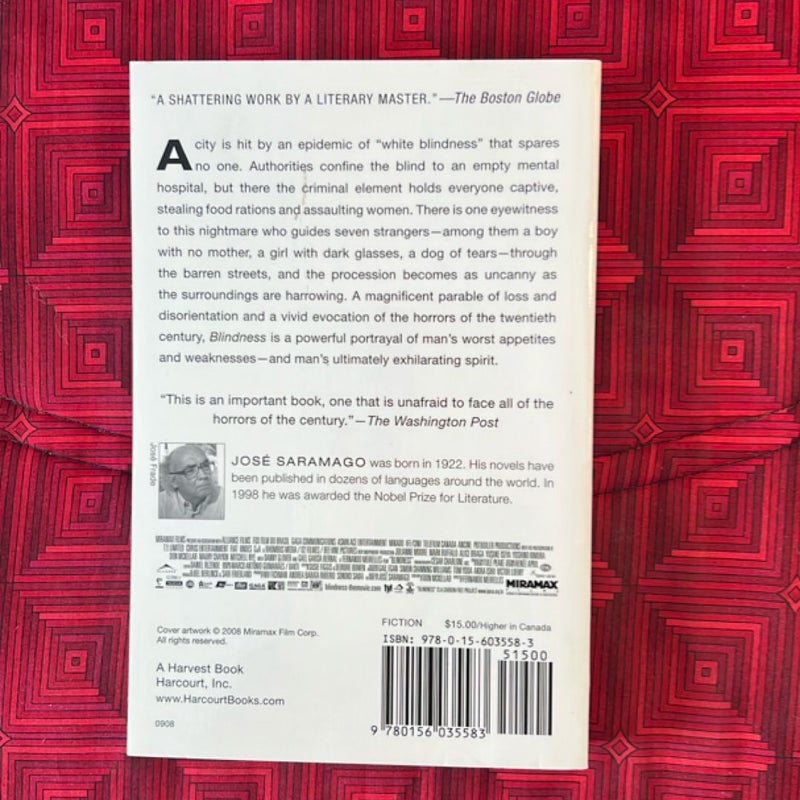 "A SHATTERING WORK BY A LITERARY MASTER."—The Boston Globe
A city is hit by an epidemic of "white blindness" that spares
no one. Authorities confine the blind to an empty mental
hospital, but there the criminal element holds everyone captive,
stealing food rations and assaulting women. There is one eyewitness
to this nightmare who guides seven strangers—among them a boy
with no mother, a girl with dark glasses, a dog of tears—through
the barren streets, and the procession becomes as uncanny as
the surroundings are harrowing. A magnificent parable of loss and
disorientation and a vivid evocation of the horrors of the twentieth
century, Blindness is a powerful portrayal of man's worst appetites
and weaknesses—and man's ultimately exhilarating spirit.
"This is an important book, one that is unafraid to face all of the
horrors of the century."—The Washington Post
José Frade
JOSÉ SARAMAGO was born in 1922. His novels have
been published in dozens of languages around the world. In
1998 he was awarded the Nobel Prize for Literature.
MIRAMAX FILMS
blindness-themovie.com
MIRAMAX
Cover artwork © 2008 Miramax Film Corp.
All rights reserved.
A Harvest Book
Harcourt, Inc.
www.HarcourtBooks.com
0908
FICTION $15.00/Higher in Canada
ISBN: 978-0-15-603558-3
51500
9 780156 035583